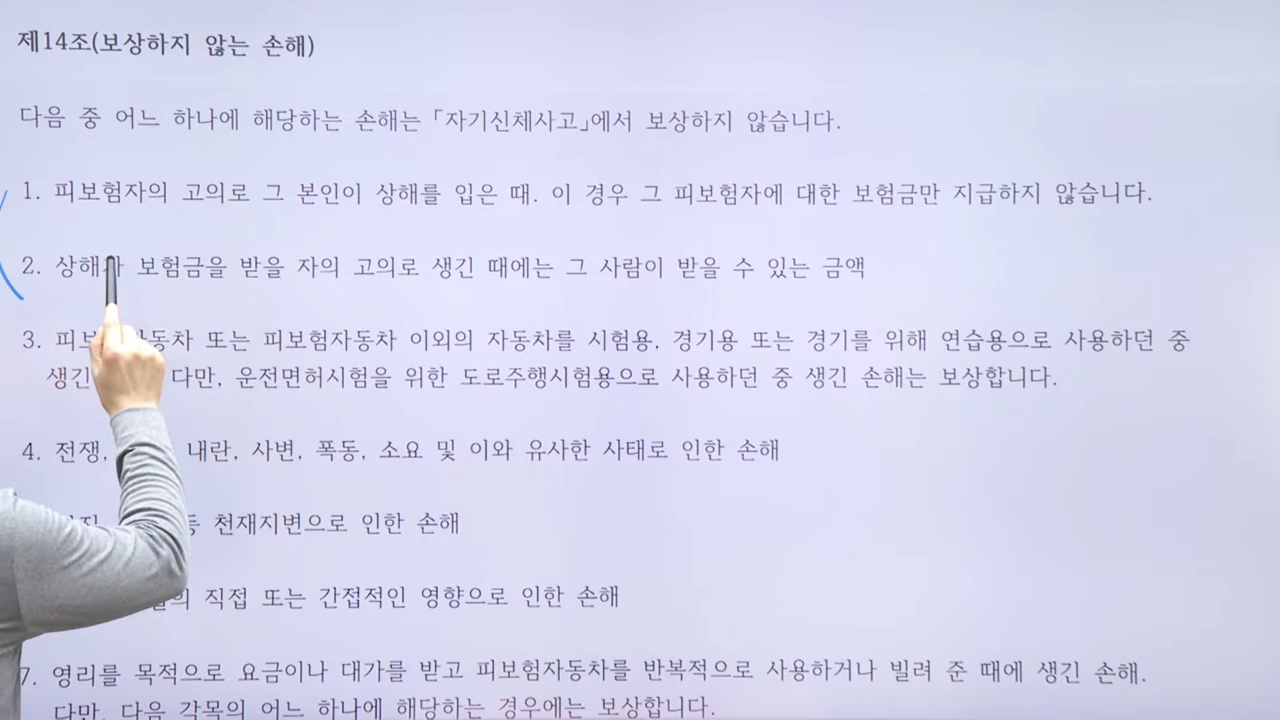 제14조(보상하지 않는 손해)
다음 중 어느 하나에 해당하는 손해는 「자기신체사고」에서 보상하지 않습니다.
1. 피보험자의 고의로 그 본인이 상해를 입은 때. 이 경우 그 피보험자에 대한 보험금만 지급하지 않습니다.
2. 상해가 보험금을 받을 자의 고의로 생긴 때에는 그 사람이 받을 수 있는 금액
3. 또는 피보험자동차 이외의 자동차를 시험용, 경기용 또는 경기를 위해 연습용으로 사용하던 중
생긴 다만, 운전면허시험을 위한 도로주행시험용으로 사용하던 중 생긴 손해는 보상합니다.
4. 전쟁, 내란, 사변, 폭동, 소요 및 이와 유사한 사태로 인한 손해
등 천재지변으로 인한 손해
직접 또는 간접적인 영향으로 인한 손해
7. 영리를 목적으로 요금이나 대가를 받고 피보험자동차를 반복적으로 사용하거나 빌려 준 때에 생긴 손해.
다만, 다음 각목의 어느 하나에 해당하는 경우에는 보상합니다.